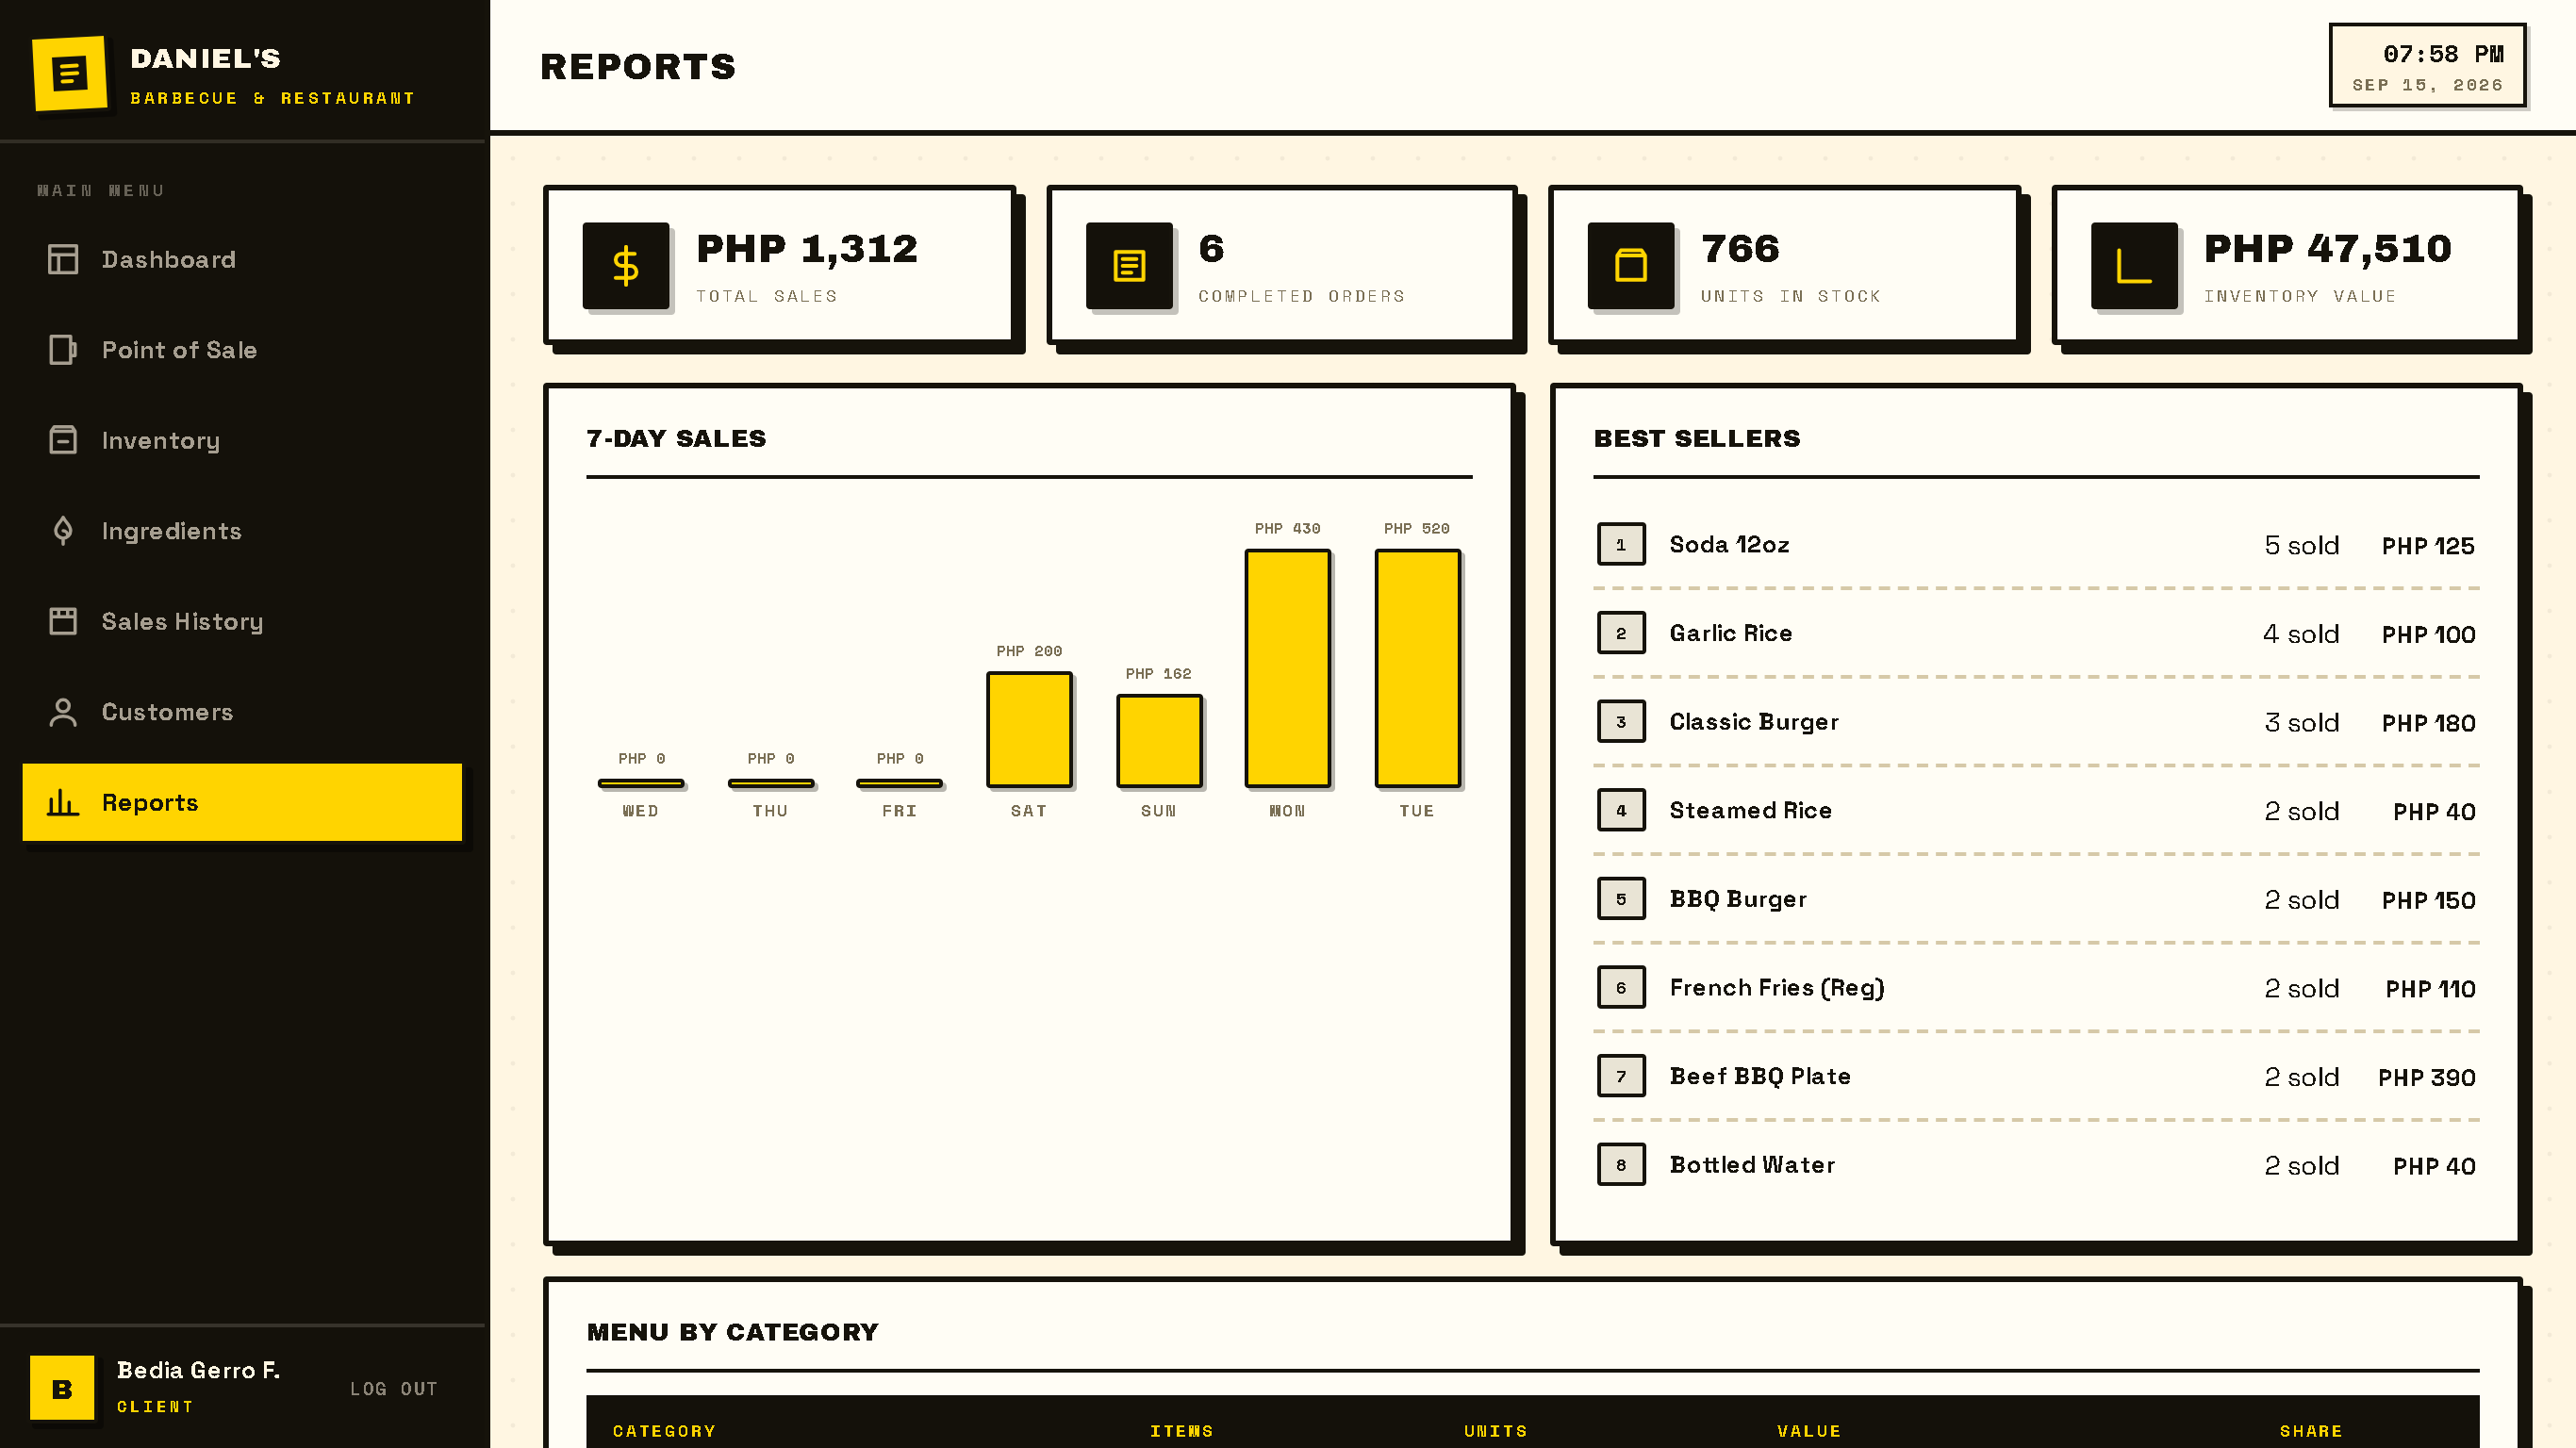 DANIEL'S
BARBECUE & RESTAURANT
MAIN MENU
Dashboard
Point of Sale
Inventory
Ingredients
Sales History
Customers
Reports
B
Bedia Gerro F.
CLIENT
LOG OUT
REPORTS
07:58 PM
SEP 15, 2026
$
PHP 1,312
TOTAL SALES
6
COMPLETED ORDERS
766
UNITS IN STOCK
PHP 47,510
INVENTORY VALUE
7-DAY SALES
PHP 0 PHP 0 PHP 0 PHP 200 PHP 162 PHP 430 PHP 520
WED THU FRI SAT SUN MON TUE
BEST SELLERS
1 Soda 12oz 5 sold PHP 125
2 Garlic Rice 4 sold PHP 100
3 Classic Burger 3 sold PHP 180
4 Steamed Rice 2 sold PHP 40
5 BBQ Burger 2 sold PHP 150
6 French Fries (Reg) 2 sold PHP 110
7 Beef BBQ Plate 2 sold PHP 390
8 Bottled Water 2 sold PHP 40
MENU BY CATEGORY
CATEGORY ITEMS UNITS VALUE SHARE